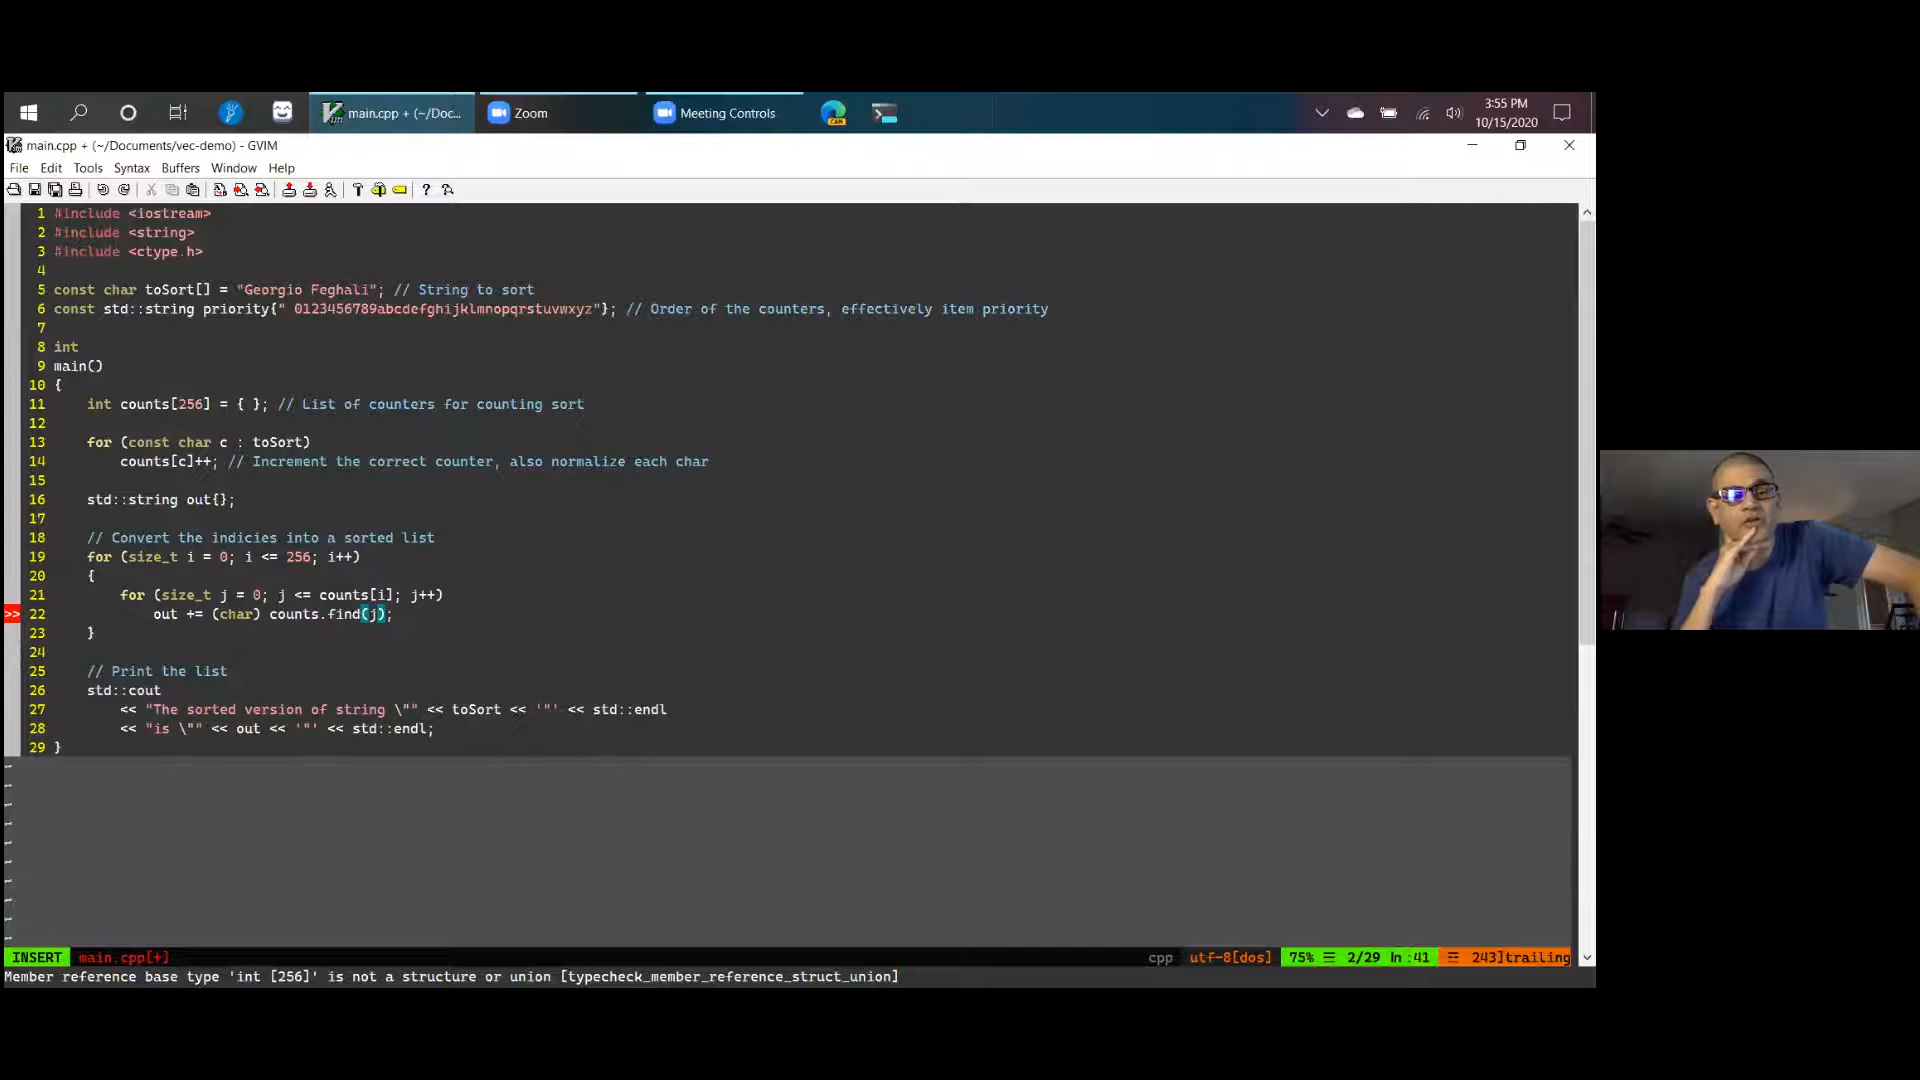 main.cpp + (~/Doc...
Zoom
Meeting Controls
CAN
3:55 PM
10/15/2020
main.cpp + (~/Documents/vec-demo) - GVIM
File Edit Tools Syntax Buffers Window Help
1 #include <iostream>
2 #include <string>
3 #include <ctype.h>
4
5 const char toSort[] = "Georgio Feghali"; // String to sort
6 const std::string priority{" 0123456789abcdefghijklmnopqrstuvwxyz"}; // Order of the counters, effectively item priority
7
8 int
9 main()
10 {
11     int counts[256] = { }; // List of counters for counting sort
12
13     for (const char c : toSort)
14         counts[c]++; // Increment the correct counter, also normalize each char
15
16     std::string out{};
17
18     // Convert the indicies into a sorted list
19     for (size_t i = 0; i <= 256; i++)
20     {
21         for (size_t j = 0; j <= counts[i]; j++)
>> 22             out += (char) counts.find(j);
23     }
24
25     // Print the list
26     std::cout
27         << "The sorted version of string \"" << toSort << '"' << std::endl
28         << "is \"" << out << '"' << std::endl;
29 }
INSERT main.cpp[+] cpp utf-8[dos] 75% ☰ 2/29 ln :41 ☲ 243]trailing
Member reference base type 'int [256]' is not a structure or union [typecheck_member_reference_struct_union]